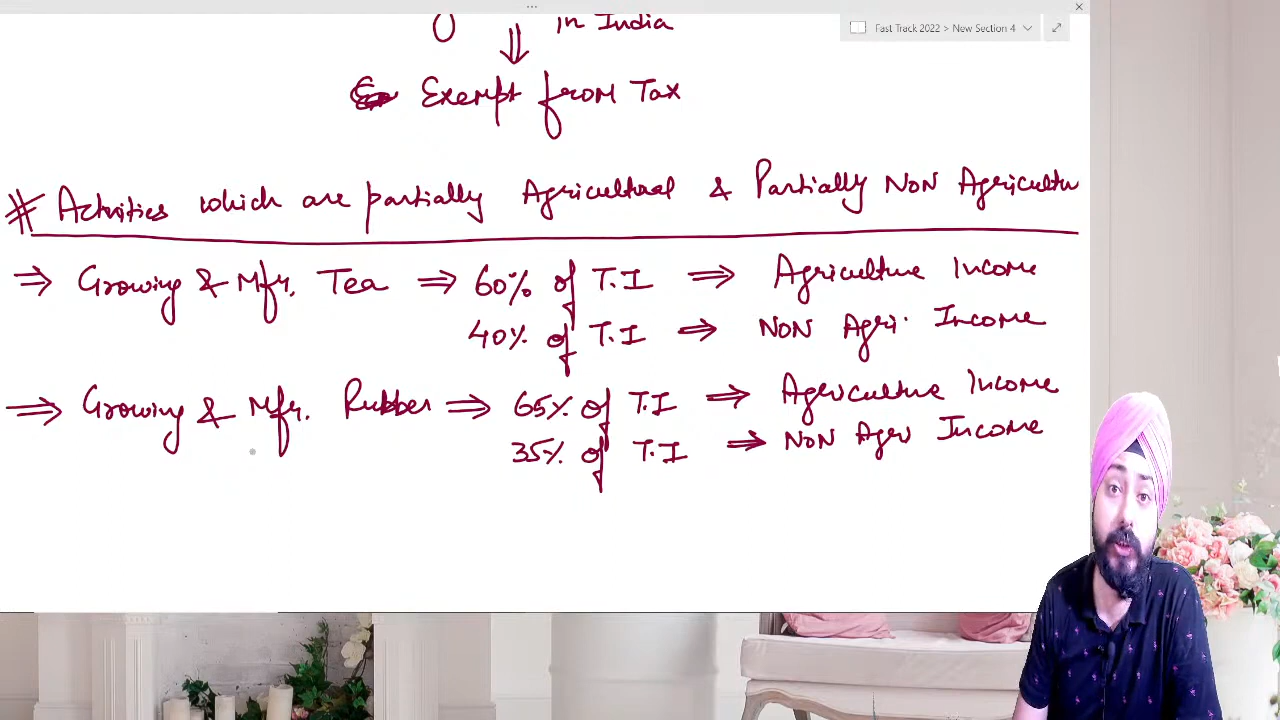 in India
Fast Track 2022 > New Section 4
⇓
Exempt from Tax
# Activities which are partially Agricultural & Partially NON Agricultu
⇒ Growing & Mfr. Tea ⇒ 60% of T.I ⇒ Agriculture Income
40% of T.I ⇒ NON Agri. Income
⇒ Growing & Mfr. Rubber ⇒ 65% of T.I ⇒ Agriculture Income
35% of T.I ⇒ NON Agri Income